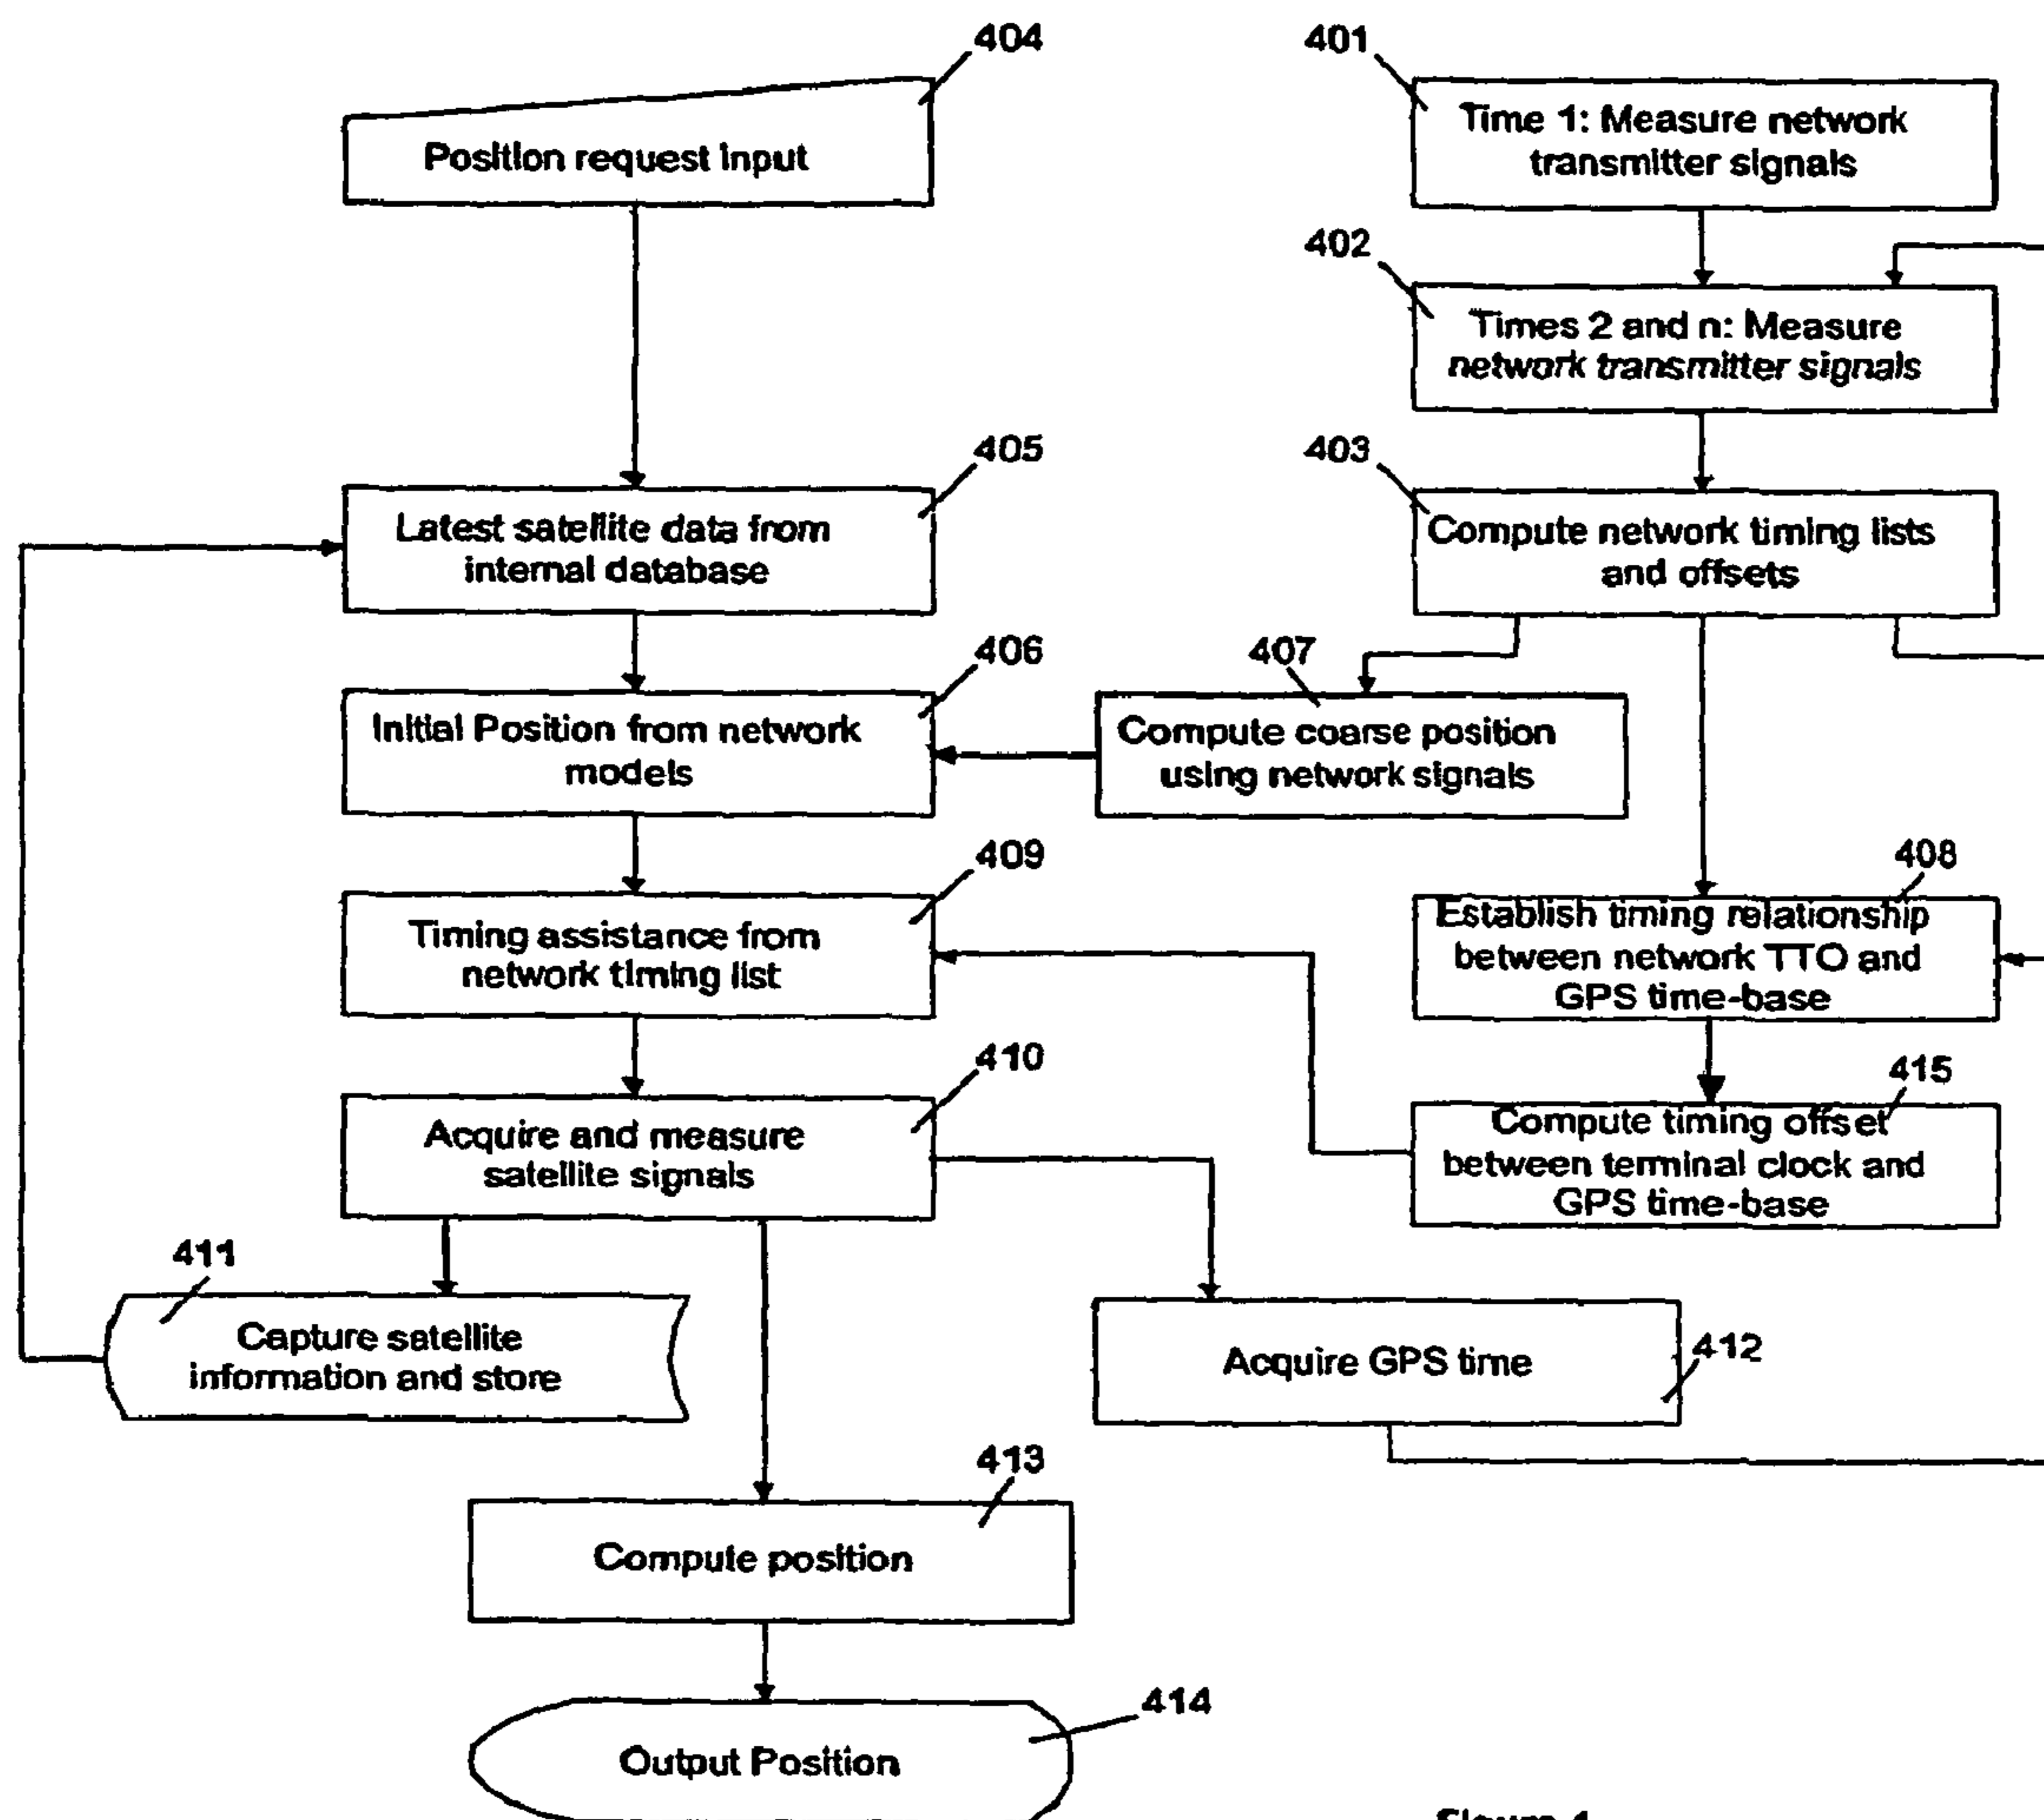 404
Position request input
401
Time 1: Measure network
transmitter signals
402
Times 2 and n: Measure
network transmitter signals
405
Latest satellite data from
internal database
403
Compute network timing lists
and offsets
406
Initial Position from network
models
407
Compute coarse position
using network signals
409
Timing assistance from
network timing list
408
Establish timing relationship
between network TTO and
GPS time-base
410
Acquire and measure
satellite signals
415
Compute timing offset
between terminal clock and
GPS time-base
411
Capture satellite
information and store
Acquire GPS time
412
413
Compute position
414
Output Position